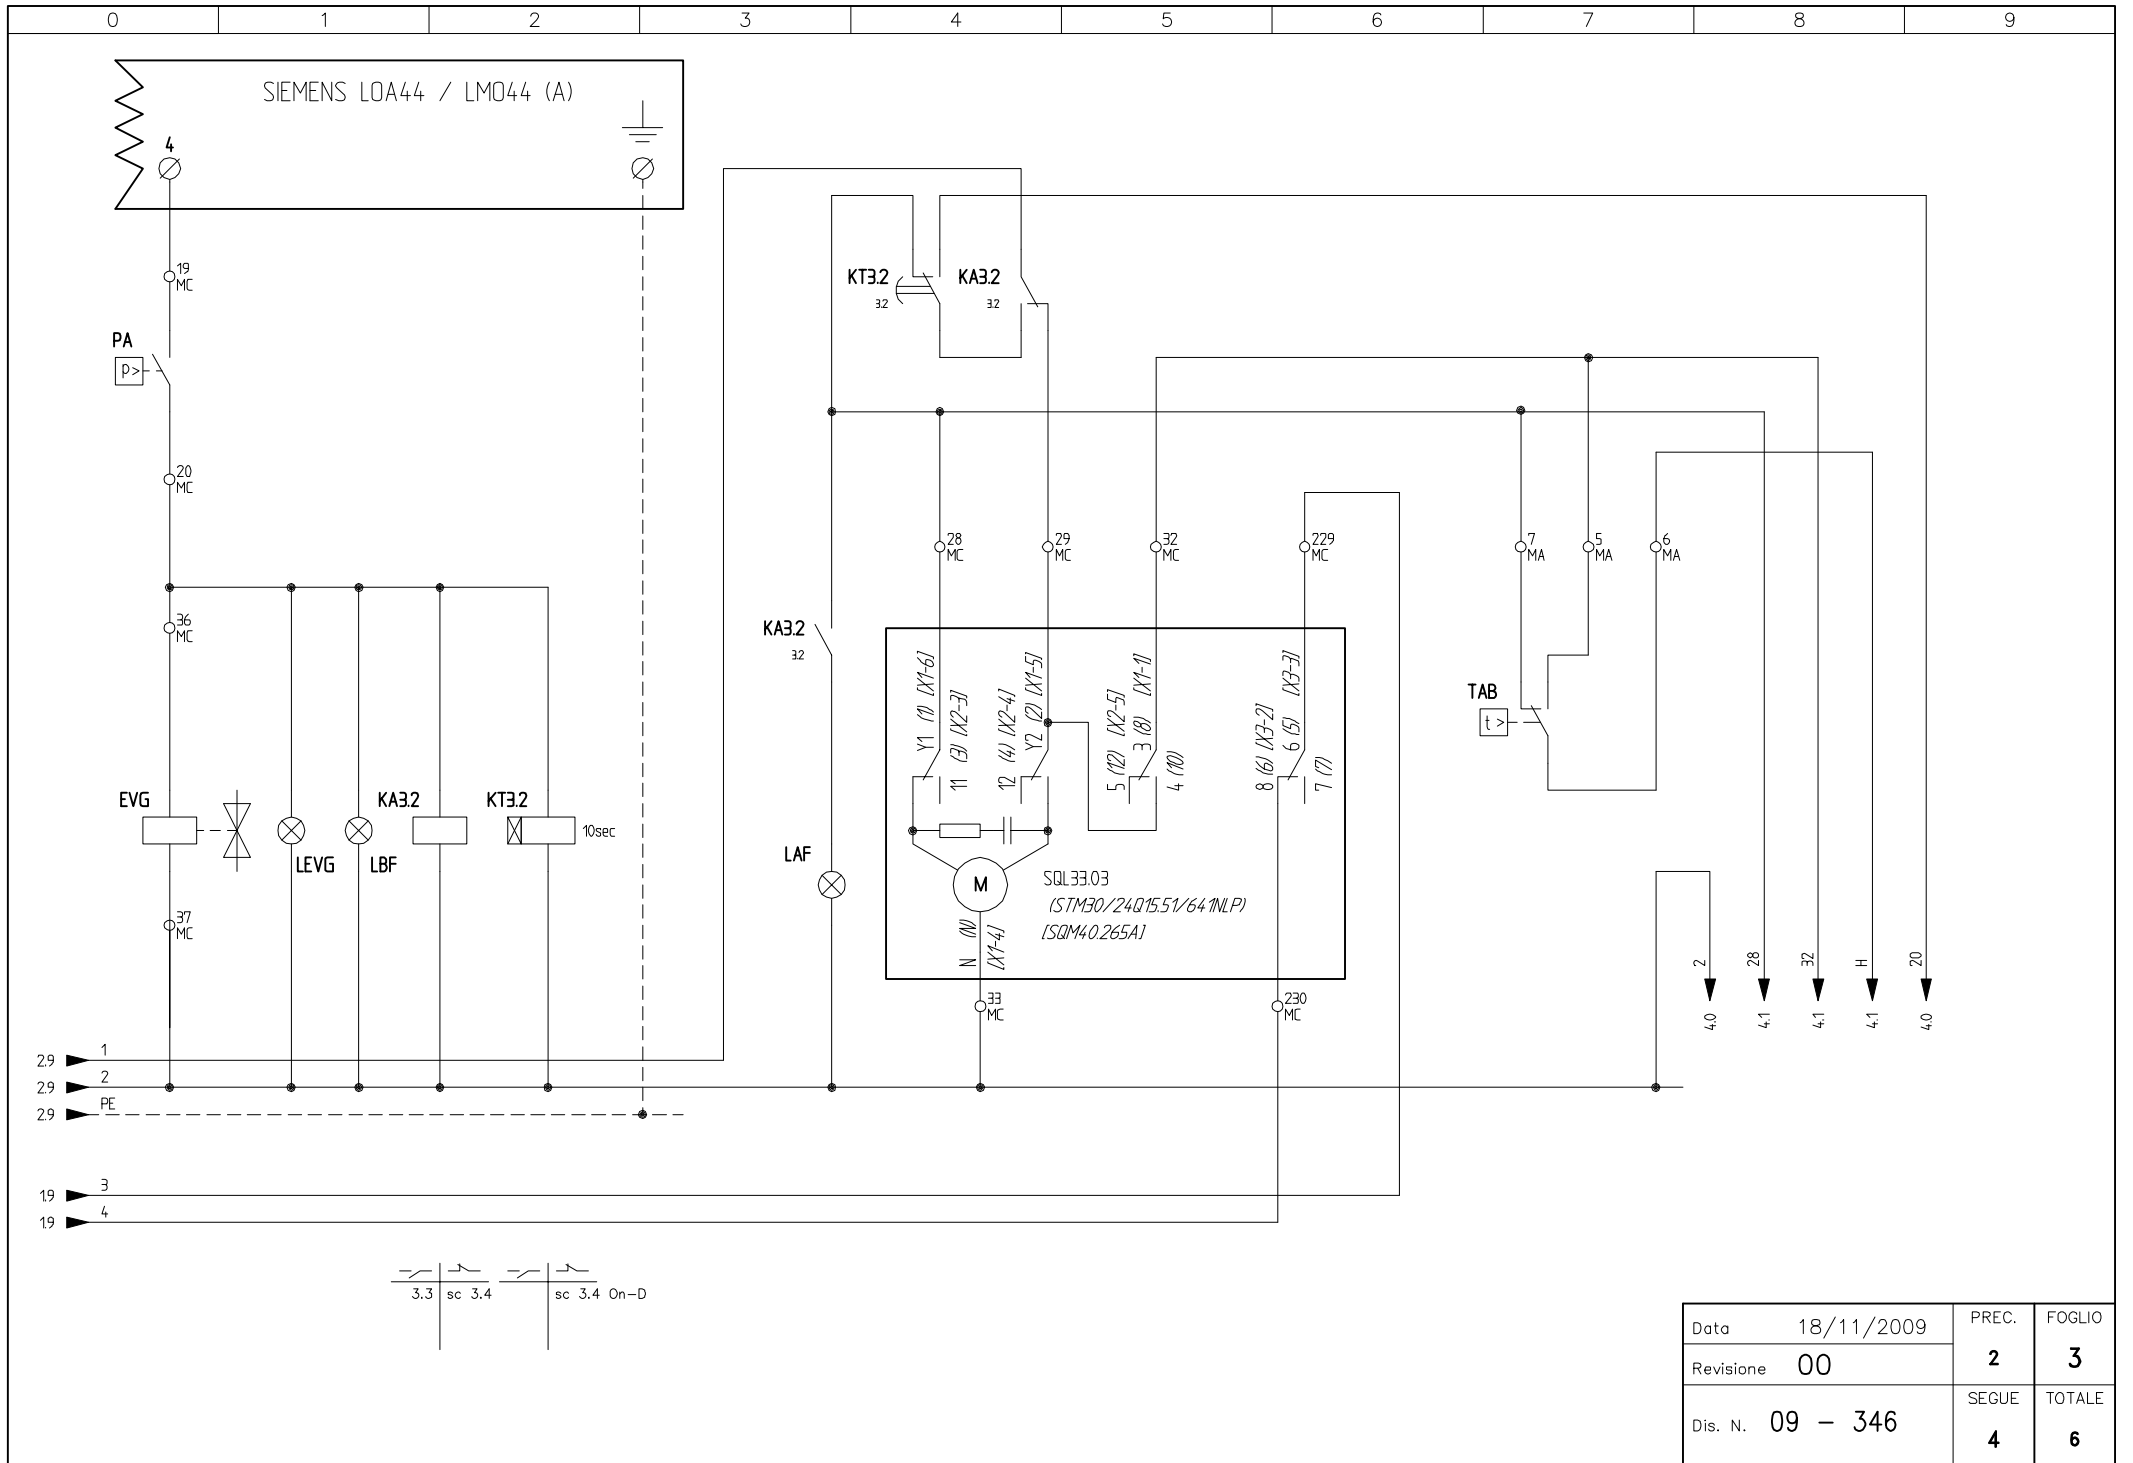 0 1 2 3 4 5 6 7 8 9
SIEMENS LOA44 / LMO44 (A)
4
19
MC
KT3.2
3.2
KA3.2
3.2
PA
p>
20
MC
28
MC
29
MC
32
MC
229
MC
7
MA
5
MA
6
MA
36
MC
KA3.2
3.2
Y1 (1) [X1-6]
11 (3) [X2-3]
12 (4) [X2-4]
Y2 (2) [X1-5]
5 (12) [X2-5]
3 (8) [X1-1]
4 (10)
8 (6) [X3-2]
6 (5) [X3-3]
7 (7)
TAB
t >
EVG
LEVG
LBF
KA3.2
KT3.2
10sec
LAF
M
SQL33.03
(STM30/24Q15.51/641NLP)
[SQM40.265A]
N (N)
[X1-4]
37
MC
33
MC
230
MC
2
28
32
H
20
4.0
4.1
4.1
4.1
4.0
2.9 1
2.9 2
2.9 PE
1.9 3
1.9 4
3.3 sc 3.4
sc 3.4 On-D
Data 18/11/2009
PREC.
2
FOGLIO
3
Revisione 00
Dis. N. 09 - 346
SEGUE
4
TOTALE
6